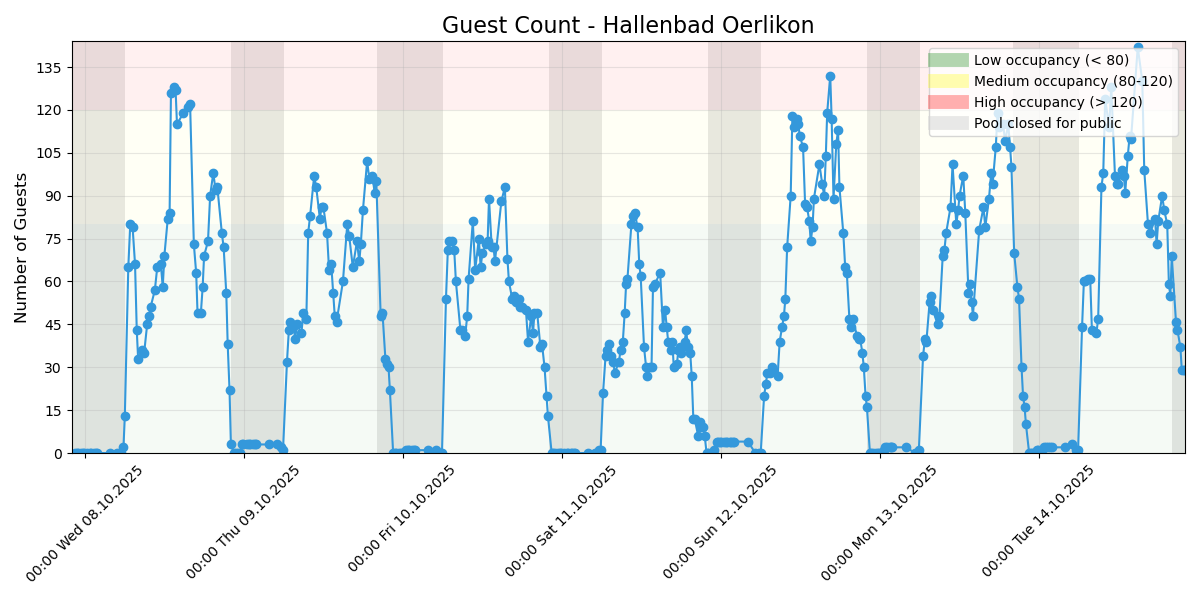 Guest Count - Hallenbad Oerlikon
Number of Guests
135
120
105
90
75
60
45
30
15
0
Low occupancy (< 80)
Medium occupancy (80-120)
High occupancy (> 120)
Pool closed for public
00:00 Wed 08.10.2025
00:00 Thu 09.10.2025
00:00 Fri 10.10.2025
00:00 Sat 11.10.2025
00:00 Sun 12.10.2025
00:00 Mon 13.10.2025
00:00 Tue 14.10.2025